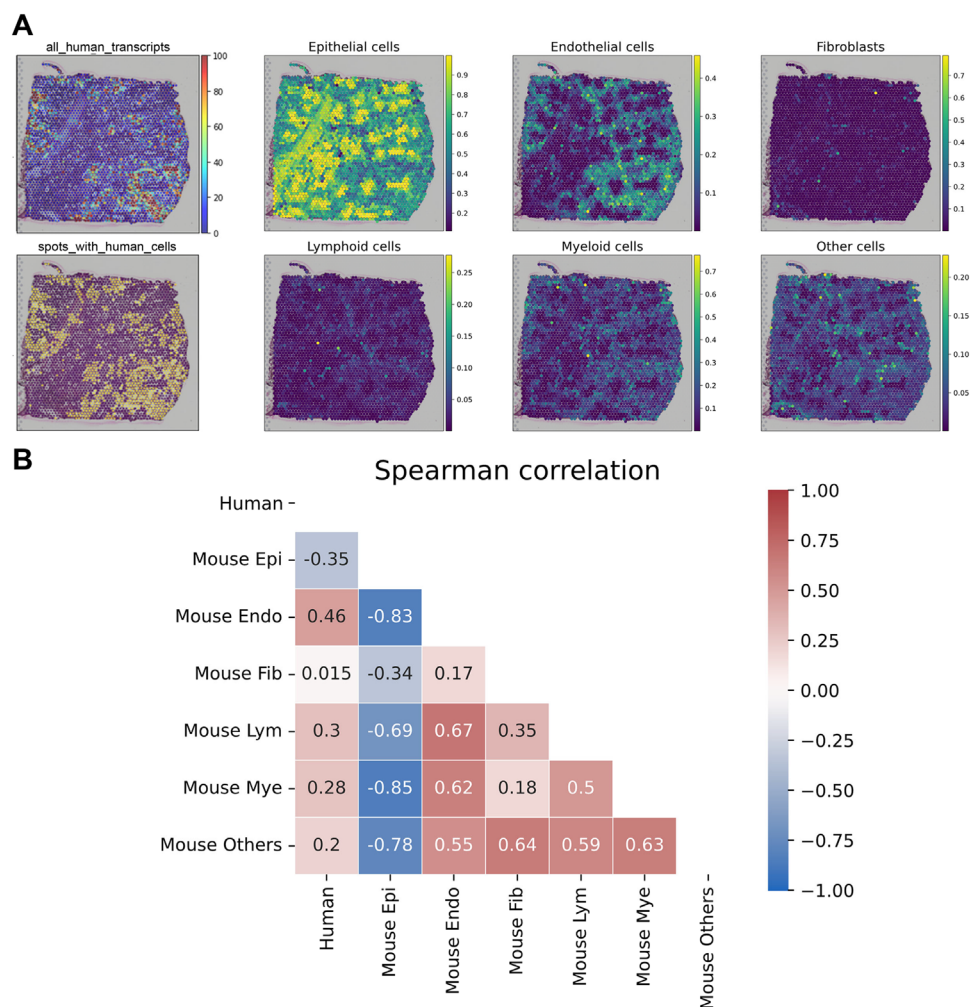 A
all_human_transcripts
Epithelial cells
Endothelial cells
Fibroblasts
100
80
60
40
20
0
0.9
0.8
0.7
0.6
0.5
0.4
0.3
0.2
0.4
0.3
0.2
0.1
0.7
0.6
0.5
0.4
0.3
0.2
0.1
spots_with_human_cells
Lymphoid cells
Myeloid cells
Other cells
0.25
0.20
0.15
0.10
0.05
0.7
0.6
0.5
0.4
0.3
0.2
0.1
0.20
0.15
0.10
0.05
B
Spearman correlation
Human
Mouse Epi -0.35
Mouse Endo 0.46 -0.83
Mouse Fib 0.015 -0.34 0.17
Mouse Lym 0.3 -0.69 0.67 0.35
Mouse Mye 0.28 -0.85 0.62 0.18 0.5
Mouse Others 0.2 -0.78 0.55 0.64 0.59 0.63
Human
Mouse Epi
Mouse Endo
Mouse Fib
Mouse Lym
Mouse Mye
Mouse Others
1.00
0.75
0.50
0.25
0.00
−0.25
−0.50
−0.75
−1.00